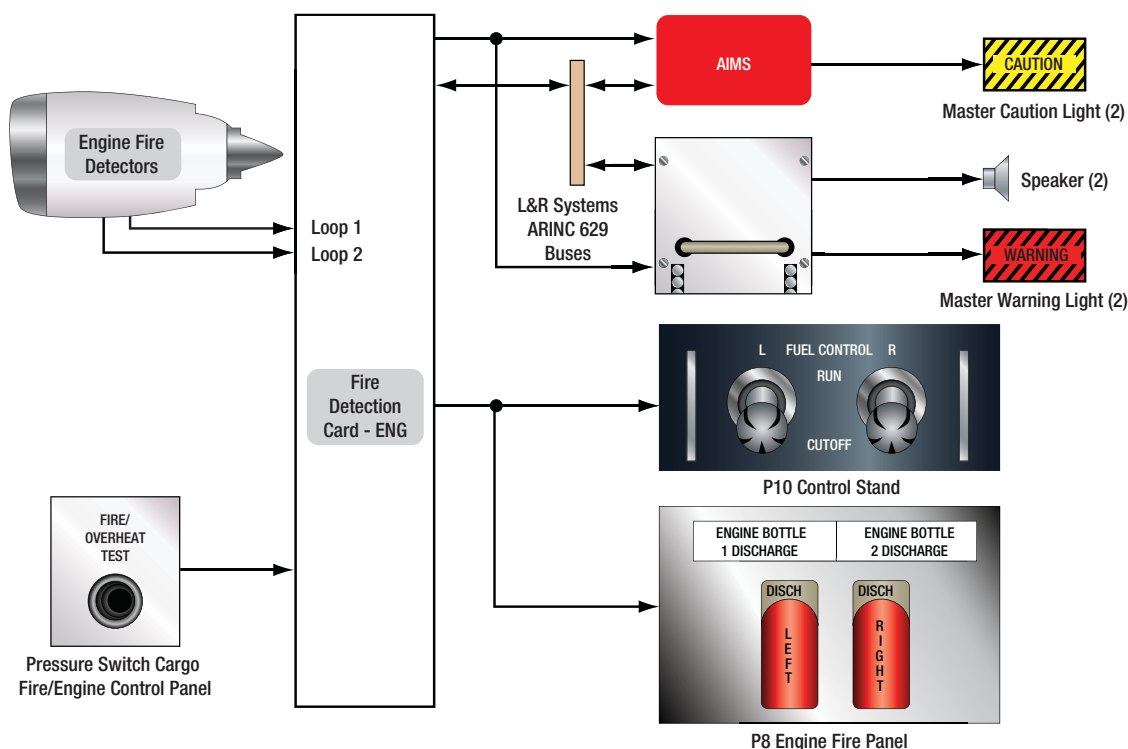 AIMS
CAUTION
Master Caution Light (2)
Engine Fire
Detectors
Speaker (2)
L&R Systems
ARINC 629
Buses
Loop 1
Loop 2
WARNING
Master Warning Light (2)
L FUEL CONTROL R
RUN
CUTOFF
Fire
Detection
Card - ENG
P10 Control Stand
FIRE/
OVERHEAT
TEST
ENGINE BOTTLE
1 DISCHARGE
ENGINE BOTTLE
2 DISCHARGE
DISCH
LEFT
DISCH
RIGHT
Pressure Switch Cargo
Fire/Engine Control Panel
P8 Engine Fire Panel